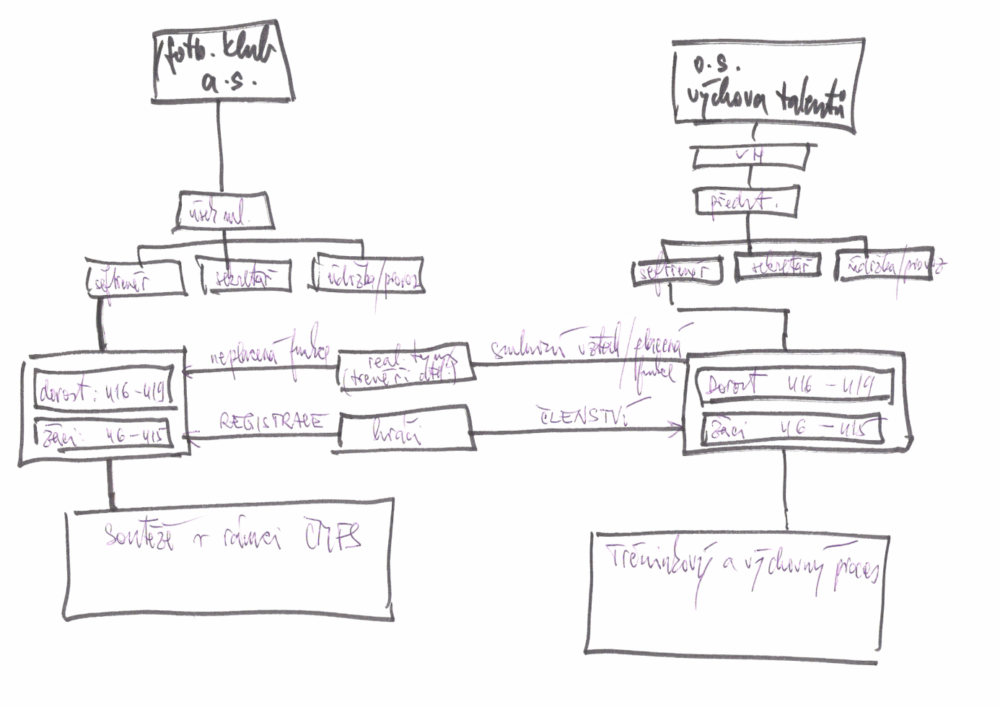 fotb. klub
a.s.
o.s.
výchova talentů
VH
úsek ml.
předst.
šéftrenér
sekretář
údržba/provoz
šéftrenér
sekretář
údržba/provoz
neplacená funkce
real. týmy
(trenéři atd.)
smluvní vztah/placená
funkce
dorost: U16-U19
Dorost U16-U19
žáci: U6-U15
REGISTRACE
hráči
ČLENSTVÍ
žáci U6-U15
Soutěže v rámci ČMFS
Tréninkový a výchovný proces